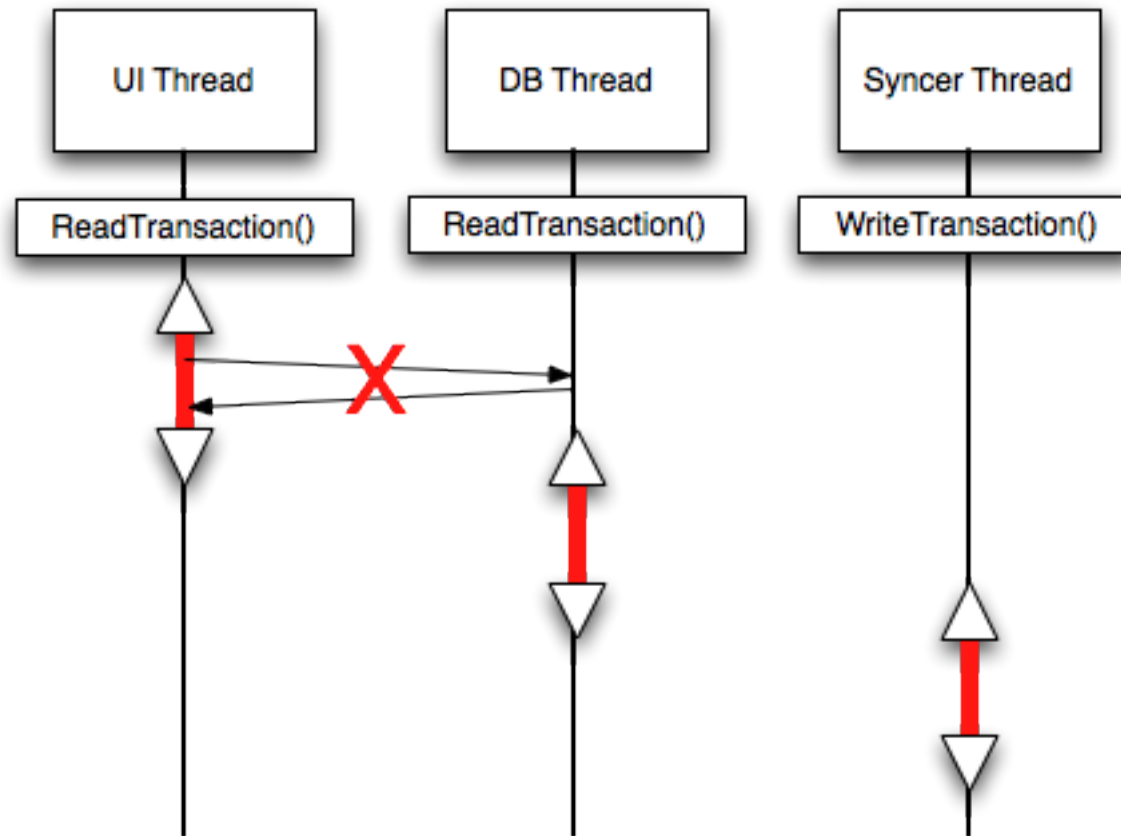 UI Thread
DB Thread
Syncer Thread
ReadTransaction()
ReadTransaction()
WriteTransaction()
X